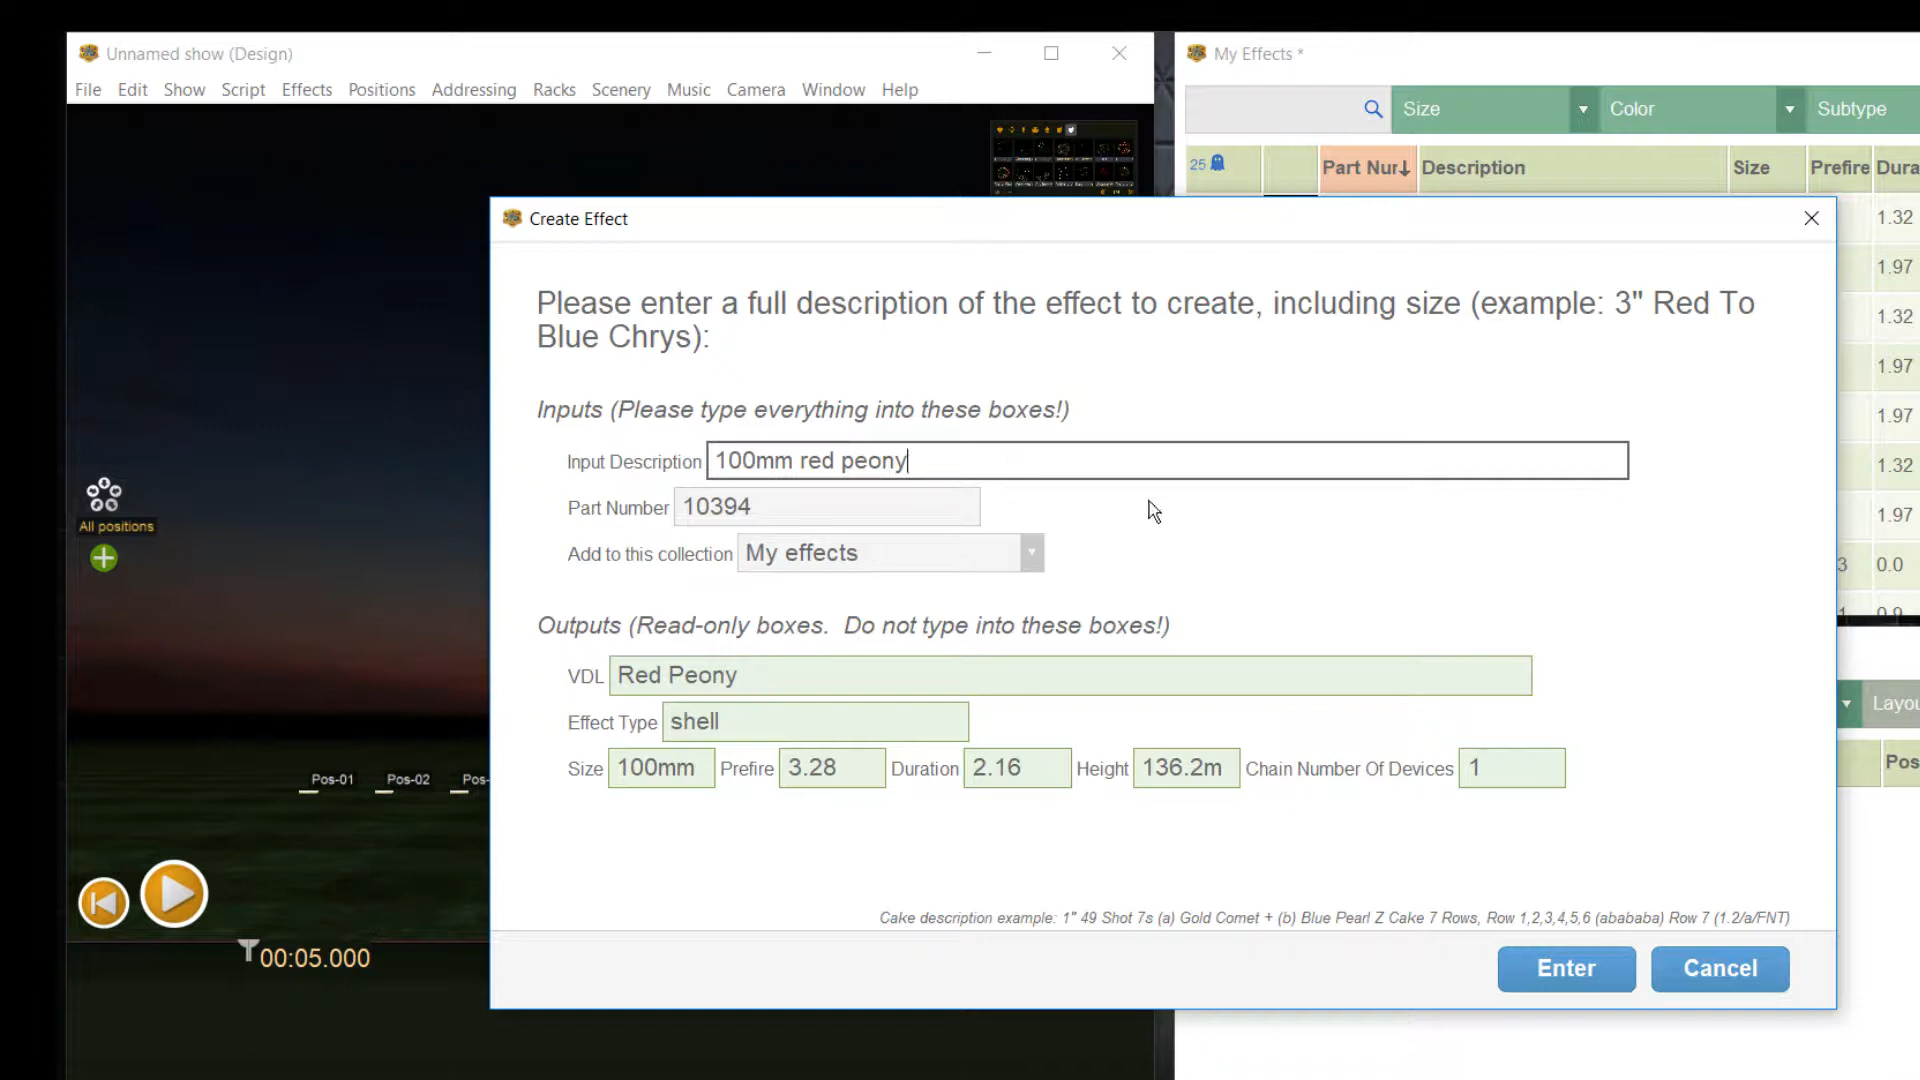 Unnamed show (Design)
File Edit Show Script Effects Positions Addressing Racks Scenery Music Camera Window Help
My Effects *
Size Color Subtype
25 Part Nur Description Size Prefire Dura
1.32
1.97
1.32
1.97
1.97
1.32
1.97
3 0.0
1 0.9
Layou
Pos
All positions
Pos-01 Pos-02 Pos-
00:05.000
Create Effect
Please enter a full description of the effect to create, including size (example: 3" Red To
Blue Chrys):
Inputs (Please type everything into these boxes!)
Input Description 100mm red peony
Part Number 10394
Add to this collection My effects
Outputs (Read-only boxes. Do not type into these boxes!)
VDL Red Peony
Effect Type shell
Size 100mm Prefire 3.28 Duration 2.16 Height 136.2m Chain Number Of Devices 1
Cake description example: 1" 49 Shot 7s (a) Gold Comet + (b) Blue Pearl Z Cake 7 Rows, Row 1,2,3,4,5,6 (abababa) Row 7 (1.2/a/FNT)
Enter Cancel